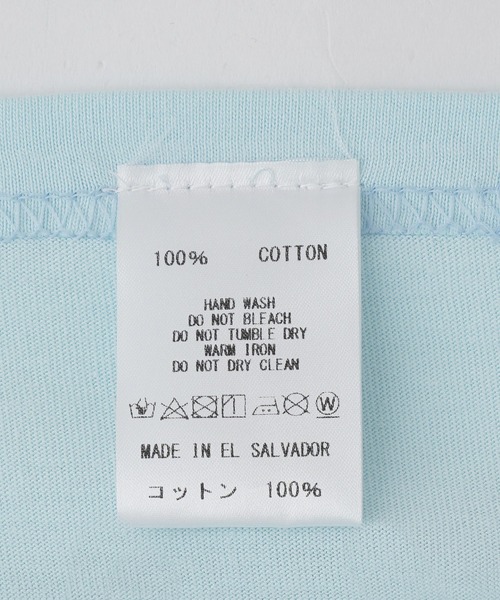 100% COTTON
HAND WASH
DO NOT BLEACH
DO NOT TUMBLE DRY
WARM IRON
DO NOT DRY CLEAN
W
MADE IN EL SALVADOR
コットン 100%